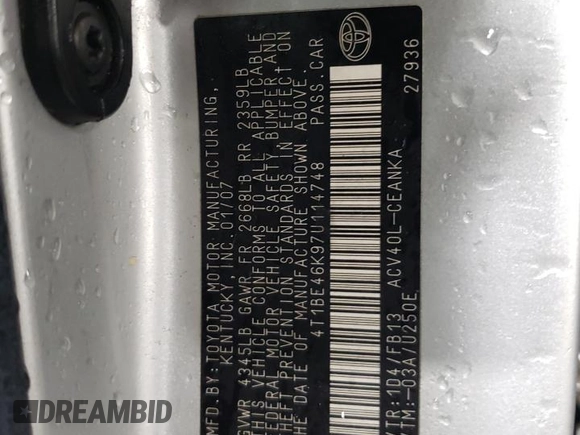 MFD.BY:TOYOTA MOTOR MANUFACTURING,
KENTUCKY, INC. 01/07
GVWR 4345LB GAWR FR 2668LB RR 2359LB
THIS VEHICLE CONFORMS TO ALL APPLICABLE
FEDERAL MOTOR VEHICLE SAFETY, BUMPER, AND
THEFT PREVENTION STANDARDS IN EFFECT ON
THE DATE OF MANUFACTURE SHOWN ABOVE.
4T1BE46K97U114748 PASS.CAR
C/TR:1D4/FB13 ACV40L-CEANKA
/TM:-03A/U250E 27936
BIDCARS